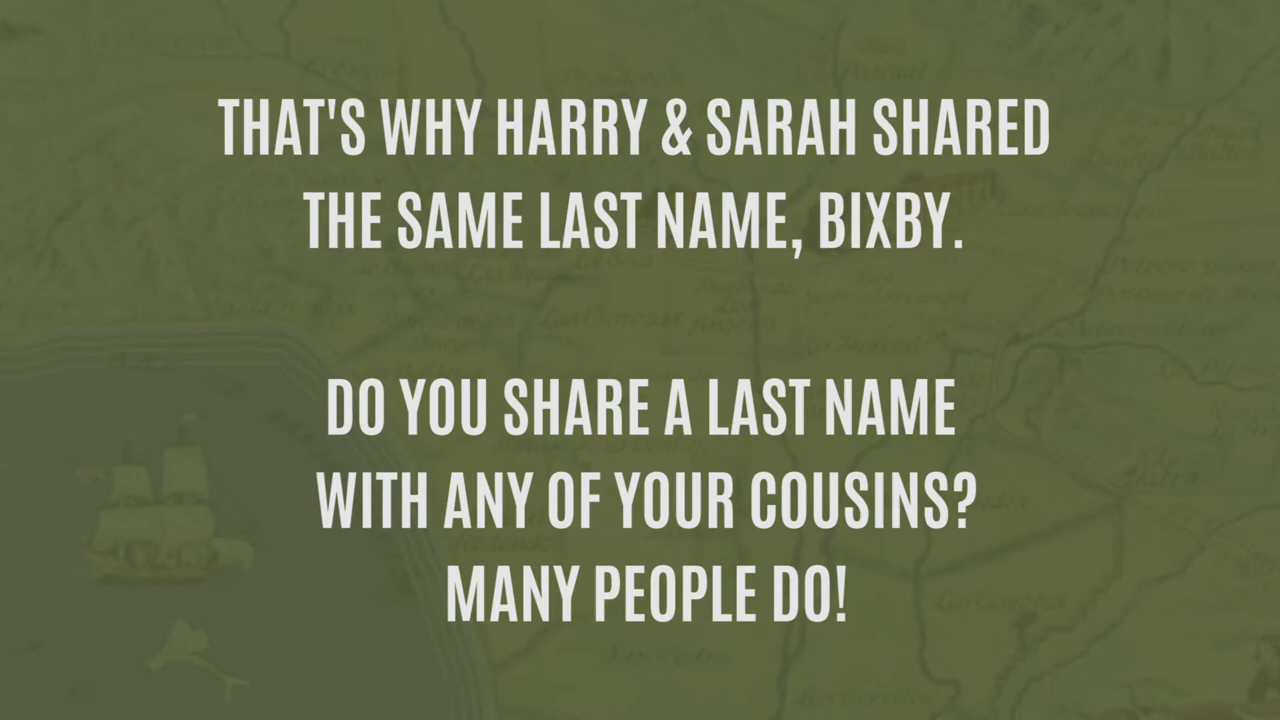 THAT'S WHY HARRY & SARAH SHARED
THE SAME LAST NAME, BIXBY.
DO YOU SHARE A LAST NAME
WITH ANY OF YOUR COUSINS?
MANY PEOPLE DO!